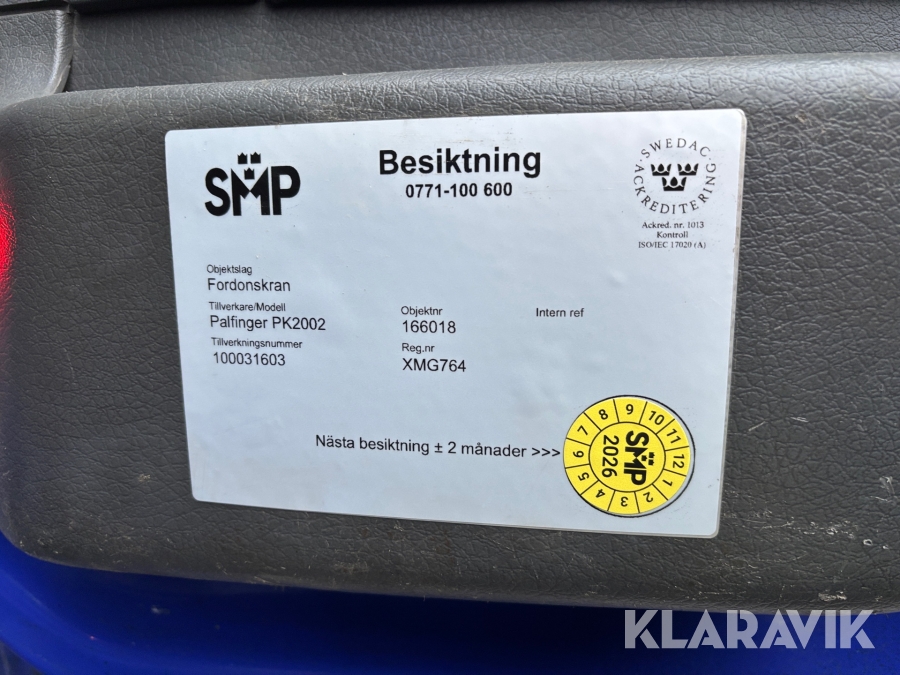 SMP
Besiktning
0771-100 600
SWEDAC
ACKREDITERING
Ackred. nr. 1013
Kontroll
ISO/IEC 17020 (A)
Objektslag
Fordonskran
Tillverkare/Modell
Palfinger PK2002
Objektnr
166018
Intern ref
Tillverkningsnummer
100031603
Reg.nr
XMG764
Nästa besiktning ± 2 månader >>>
1 2 3 4 5 6 7 8 9 10 11 12
SMP
2026
KLARAVIK